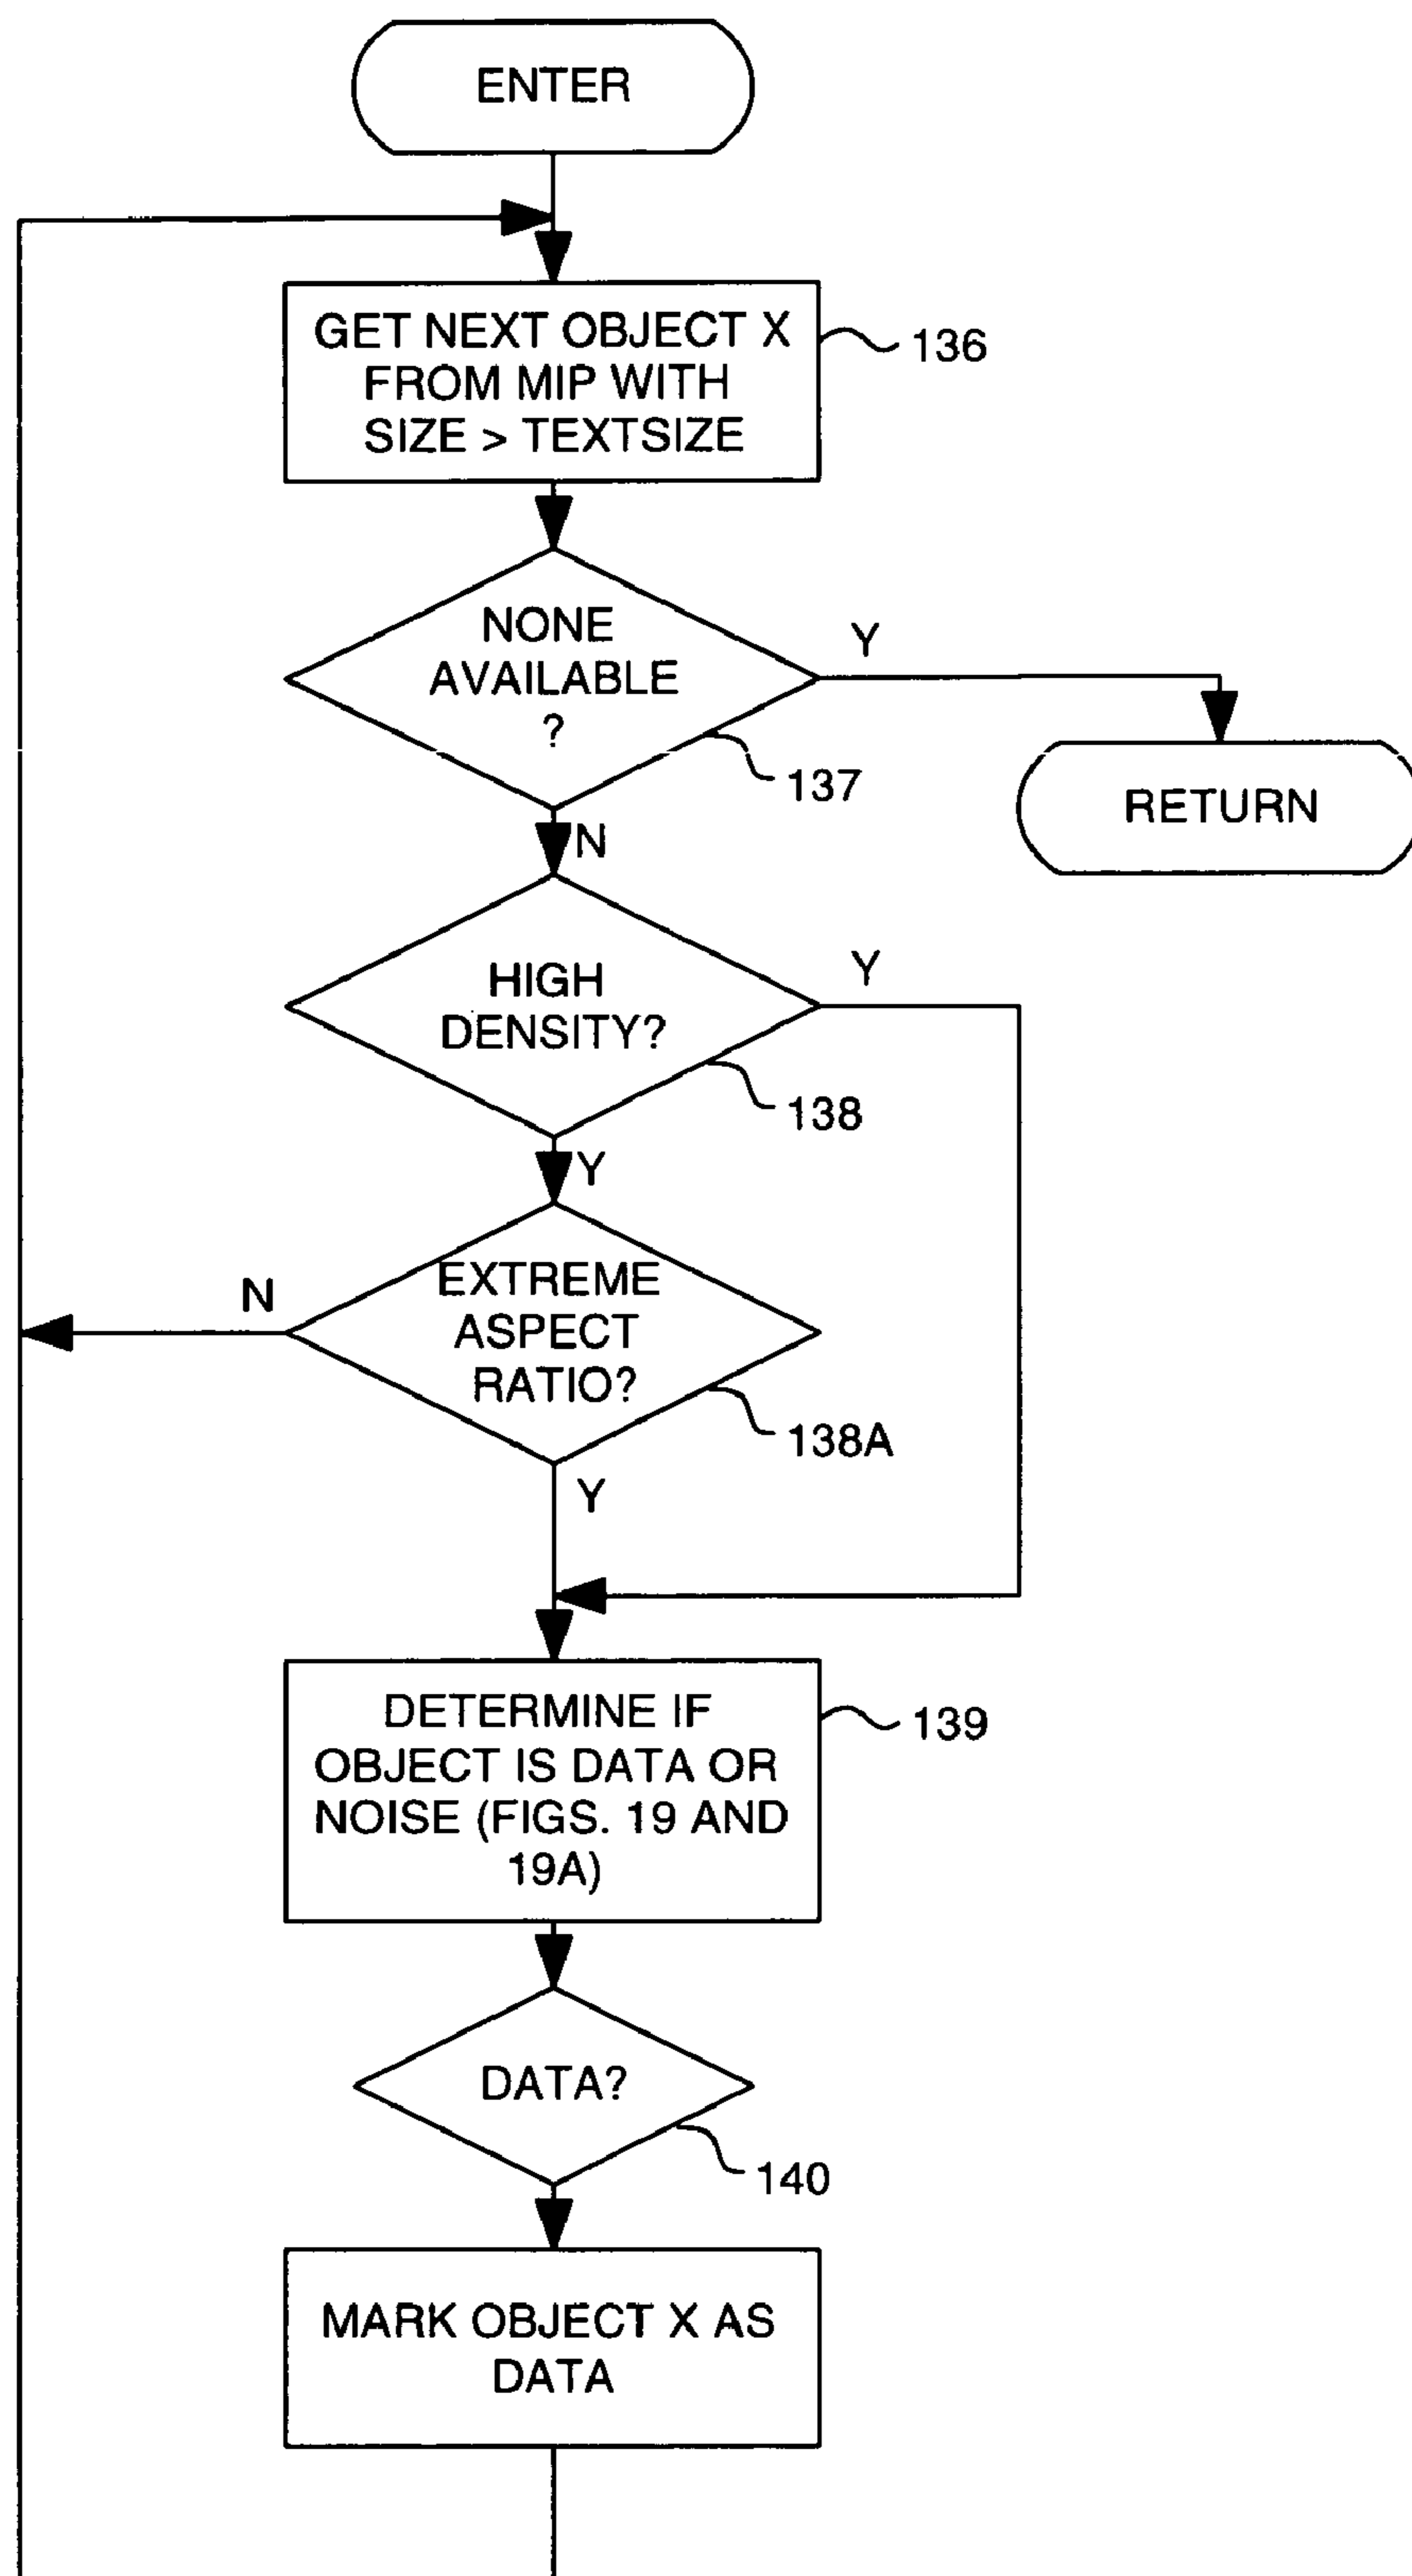 ENTER
GET NEXT OBJECT X
FROM MIP WITH
SIZE > TEXTSIZE
136
NONE
AVAILABLE
?
Y
137
RETURN
N
HIGH
DENSITY?
Y
138
Y
EXTREME
ASPECT
RATIO?
N
138A
Y
DETERMINE IF
OBJECT IS DATA OR
NOISE (FIGS. 19 AND
19A)
139
DATA?
140
MARK OBJECT X AS
DATA